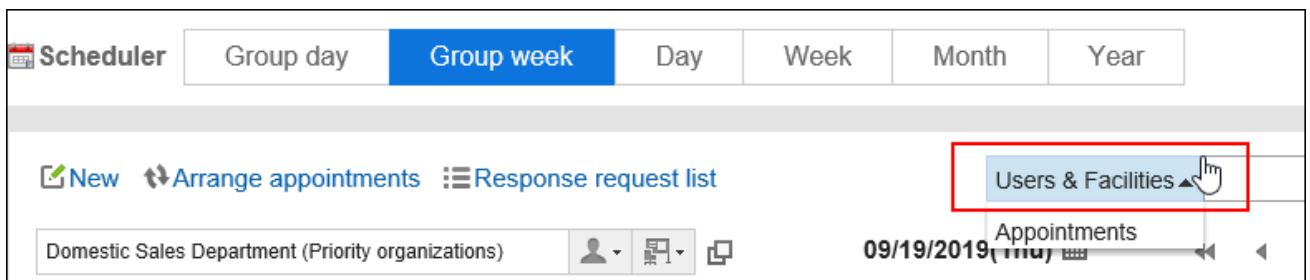 Scheduler Group day Group week Day Week Month Year
New Arrange appointments Response request list Users & Facilities
Appointments
Domestic Sales Department (Priority organizations) 09/19/2019(Thu)